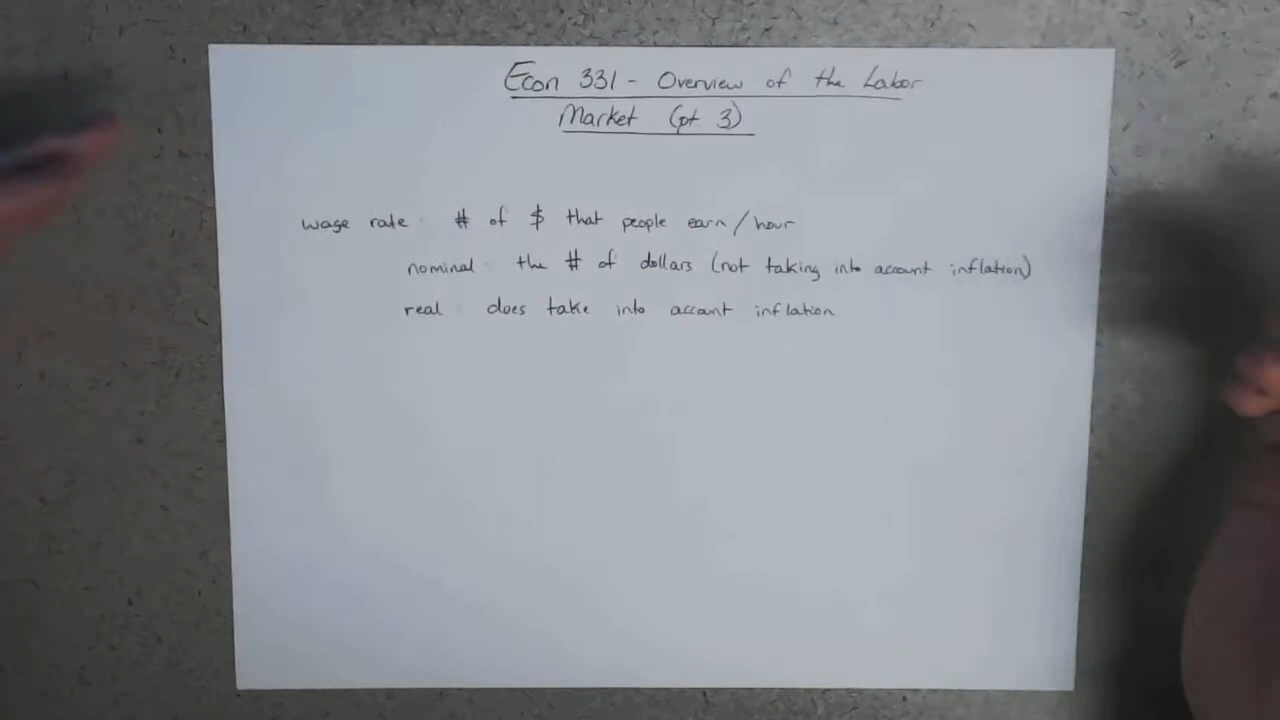 Econ 331 - Overview of the Labor
Market (pt 3)
wage rate: # of $ that people earn/hour
nominal: the # of dollars (not taking into account inflation)
real: does take into account inflation